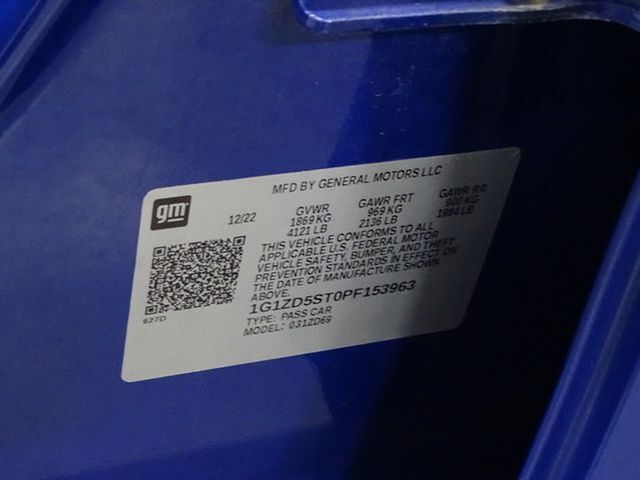 MFD BY GENERAL MOTORS LLC
gm
12/22
GVWR GAWR FRT GAWR RR
1869 KG 969 KG 900 KG
4121 LB 2136 LB 1984 LB
THIS VEHICLE CONFORMS TO ALL
APPLICABLE U.S. FEDERAL MOTOR
VEHICLE SAFETY, BUMPER, AND THEFT
PREVENTION STANDARDS IN EFFECT ON
THE DATE OF MANUFACTURE SHOWN
ABOVE.
1G1ZD5ST0PF153963
TYPE: PASS CAR
MODEL: 031ZD69
627D